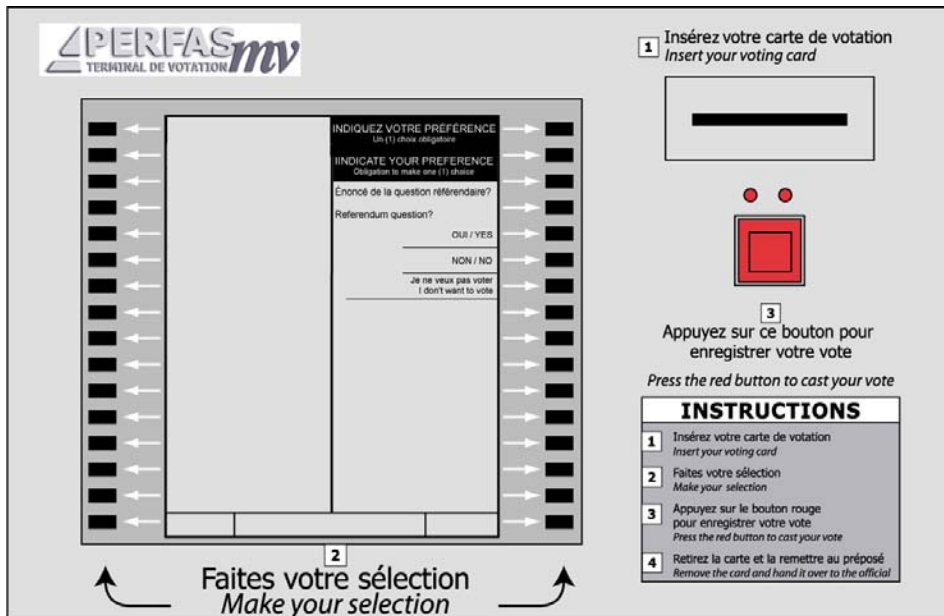 PERFAS mv
TERMINAL DE VOTATION
1 Insérez votre carte de votation
Insert your voting card
INDIQUEZ VOTRE PRÉFÉRENCE
Un (1) choix obligatoire
IINDICATE YOUR PREFERENCE
Obligation to make one (1) choice
Énoncé de la question référendaire?
Referendum question?
OUI / YES
NON / NO
Je ne veux pas voter
I don't want to vote
2
Faites votre sélection
Make your selection
3
Appuyez sur ce bouton pour
enregistrer votre vote
Press the red button to cast your vote
INSTRUCTIONS
1 Insérez votre carte de votation
Insert your voting card
2 Faites votre sélection
Make your selection
3 Appuyez sur le bouton rouge
pour enregistrer votre vote
Press the red button to cast your vote
4 Retirez la carte et la remettre au préposé
Remove the card and hand it over to the official